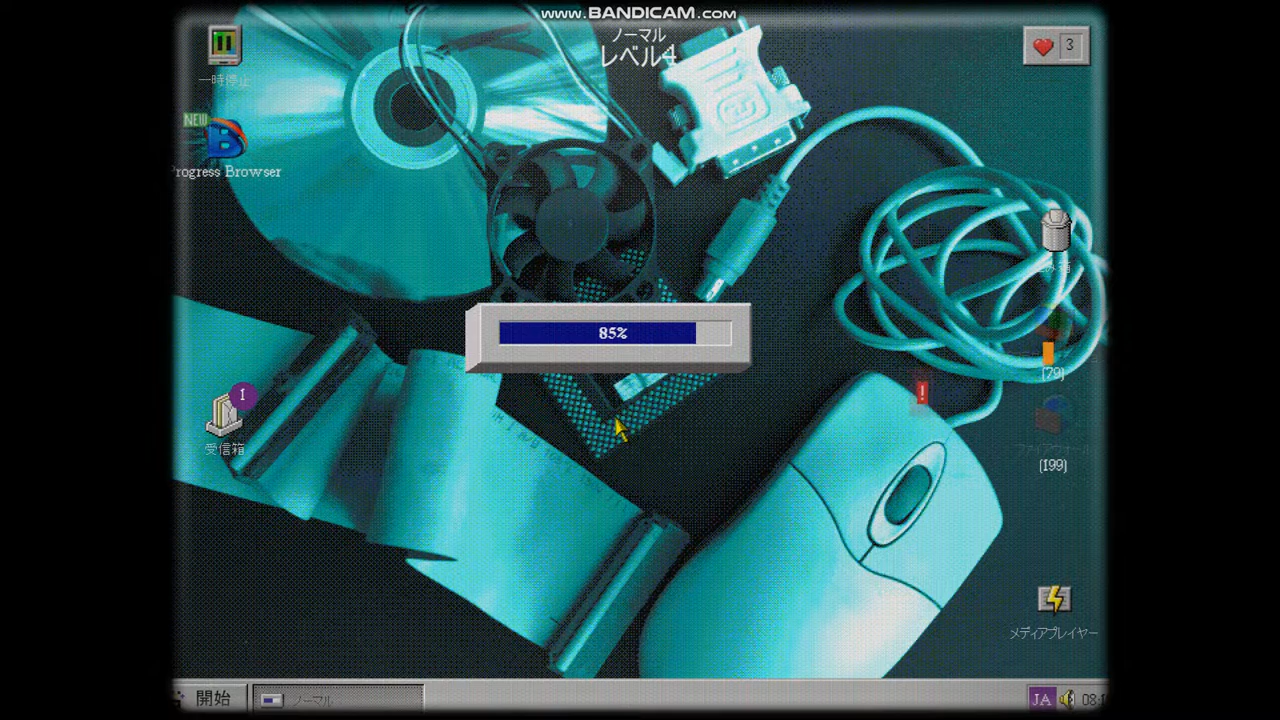 www.BANDICAM.com
ノーマル
レベル4
一時停止
3
NEW
Progress Browser
85%
(79)
!
1
受信箱
(199)
メディアプレイヤー
開始
ノーマル
JA